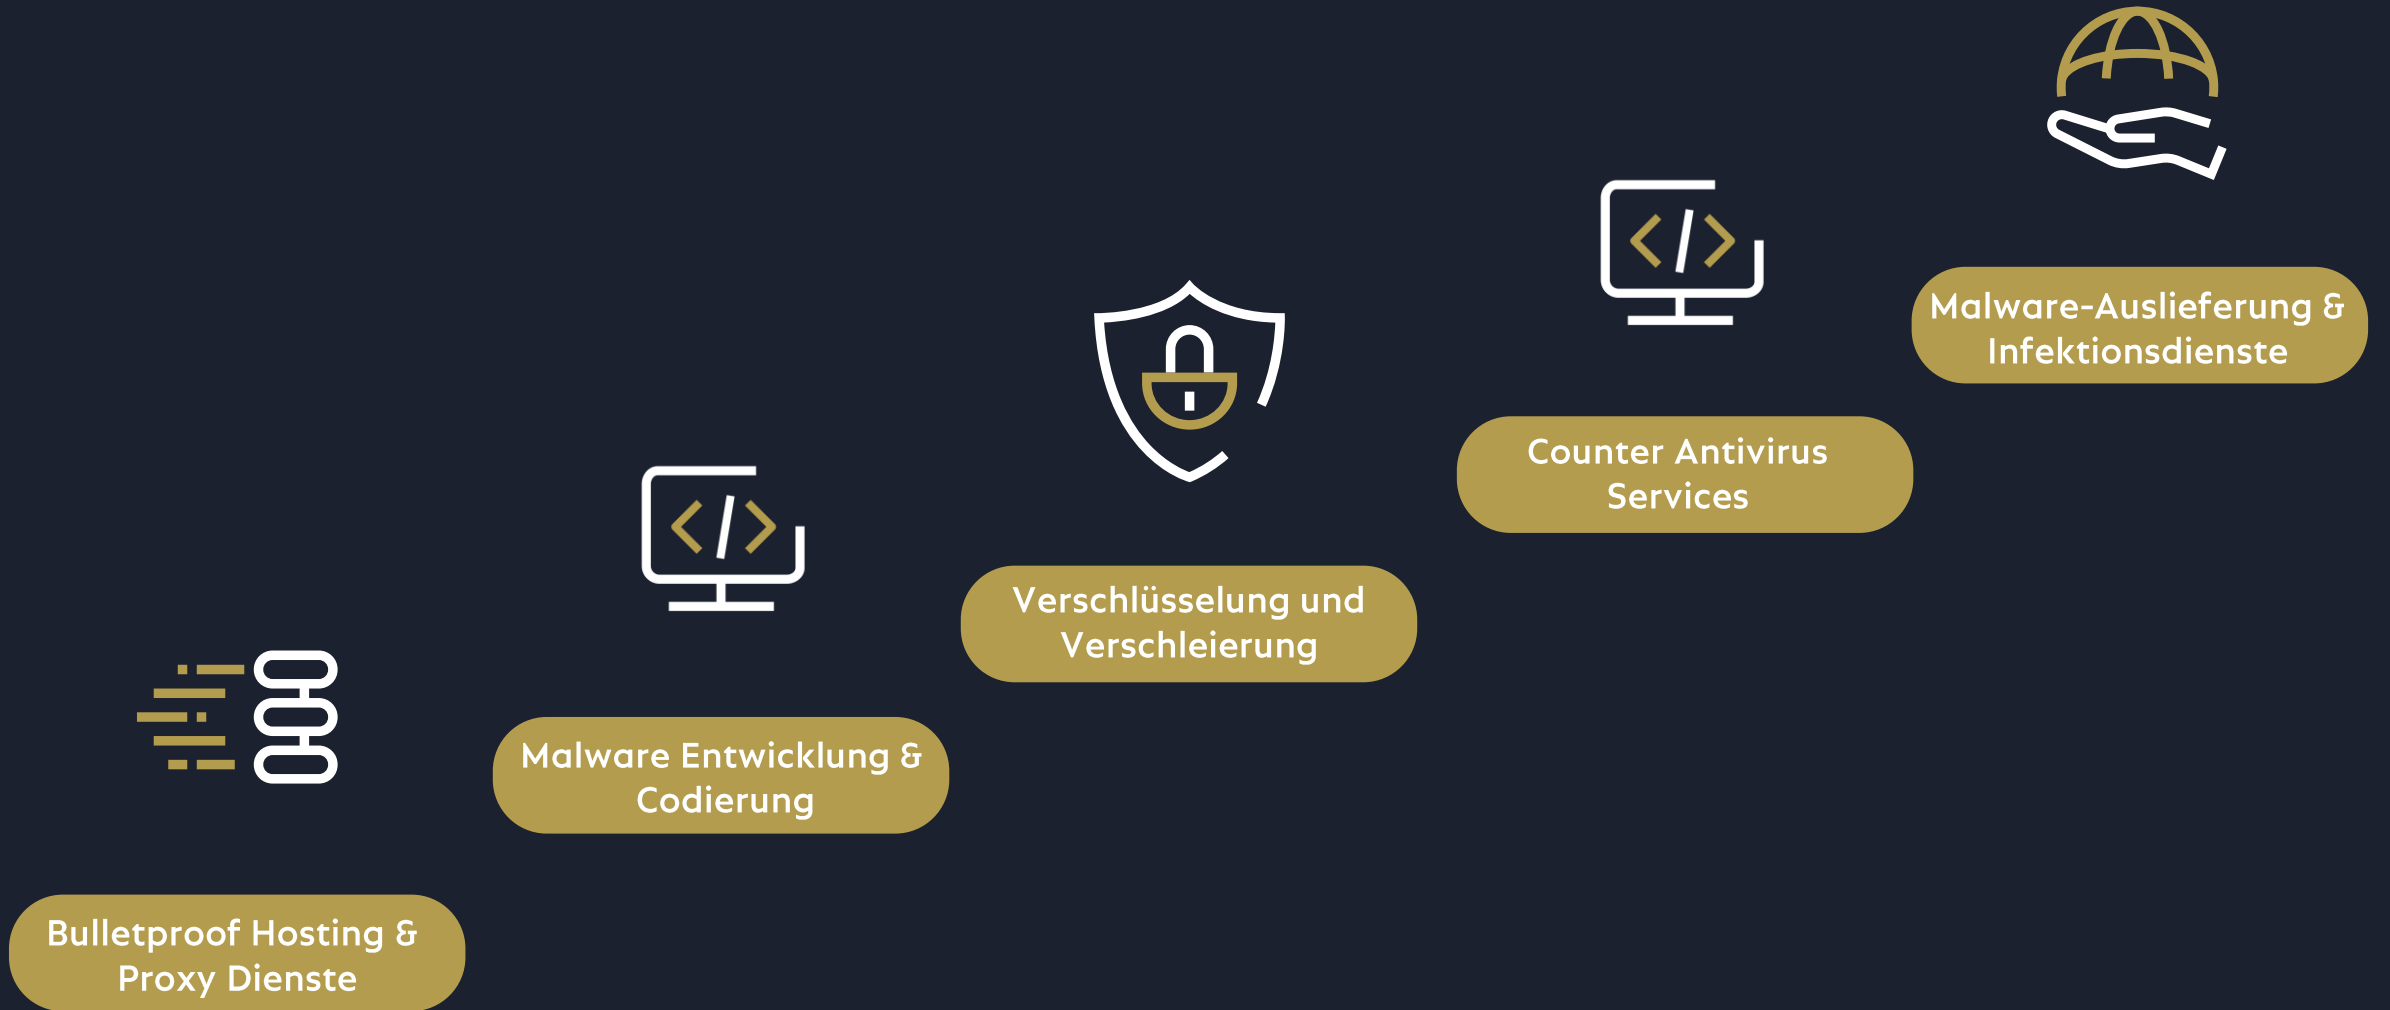 Bulletproof Hosting &
Proxy Dienste
Malware Entwicklung &
Codierung
Verschlüsselung und
Verschleierung
Counter Antivirus
Services
Malware-Auslieferung &
Infektionsdienste